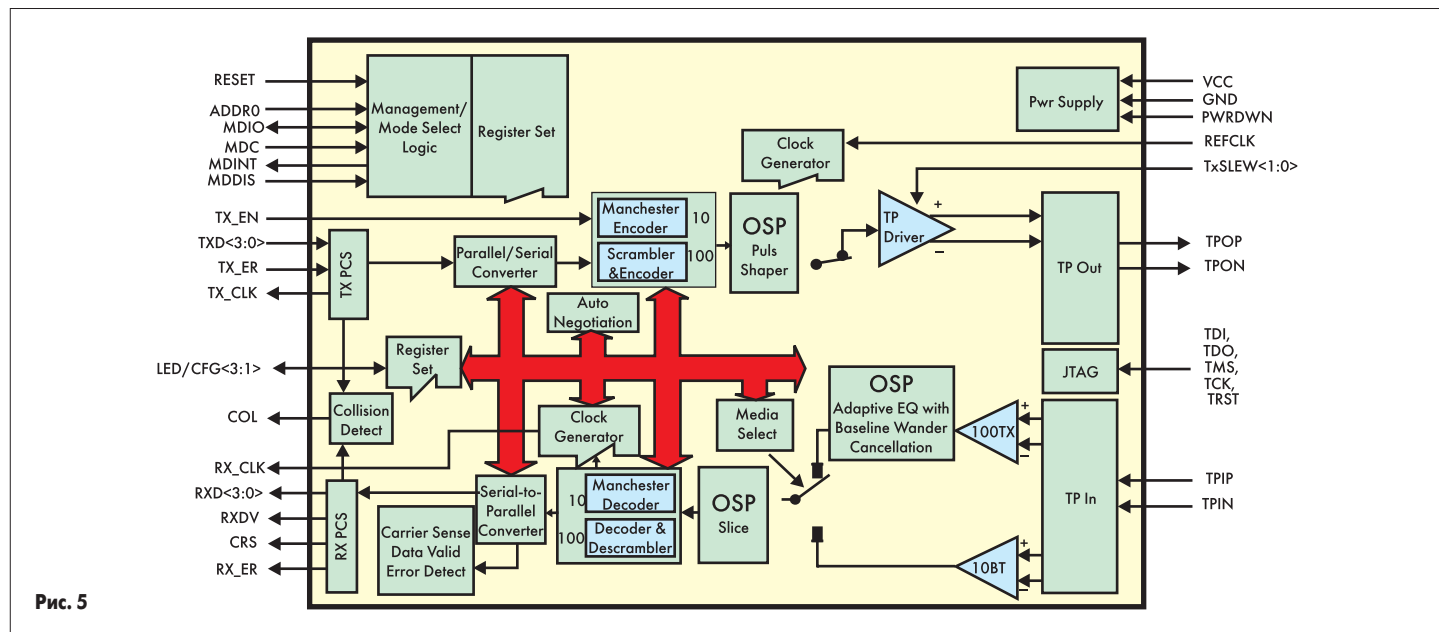 RESET
ADDR0
MDIO
MDC
MDINT
MDDIS
TX_EN
TXD<3:0>
TX_ER
TX_CLK
LED/CFG<3:1>
COL
RX_CLK
RXD<3:0>
RXDV
CRS
RX_ER
Management/
Mode Select
Logic
Register Set
TX PCS
Parallel/Serial
Converter
Manchester
Encoder
10
Scrambler
&Encoder
100
OSP
Puls
Shaper
Clock
Generator
Pwr Supply
TP
Driver
+
–
TP Out
Auto
Negotiation
Register
Set
Collision
Detect
Clock
Generator
Media
Select
OSP
Adaptive EQ with
Baseline Wander
Cancellation
100TX
+
–
JTAG
TP In
RX PCS
Carrier Sense
Data Valid
Error Detect
Serial-to-
Parallel
Converter
10
Manchester
Decoder
100
Decoder &
Descrambler
OSP
Slice
10BT
+
–
VCC
GND
PWRDWN
REFCLK
TxSLEW<1:0>
TPOP
TPON
TDI,
TDO,
TMS,
TCK,
TRST
TPIP
TPIN
Рис. 5